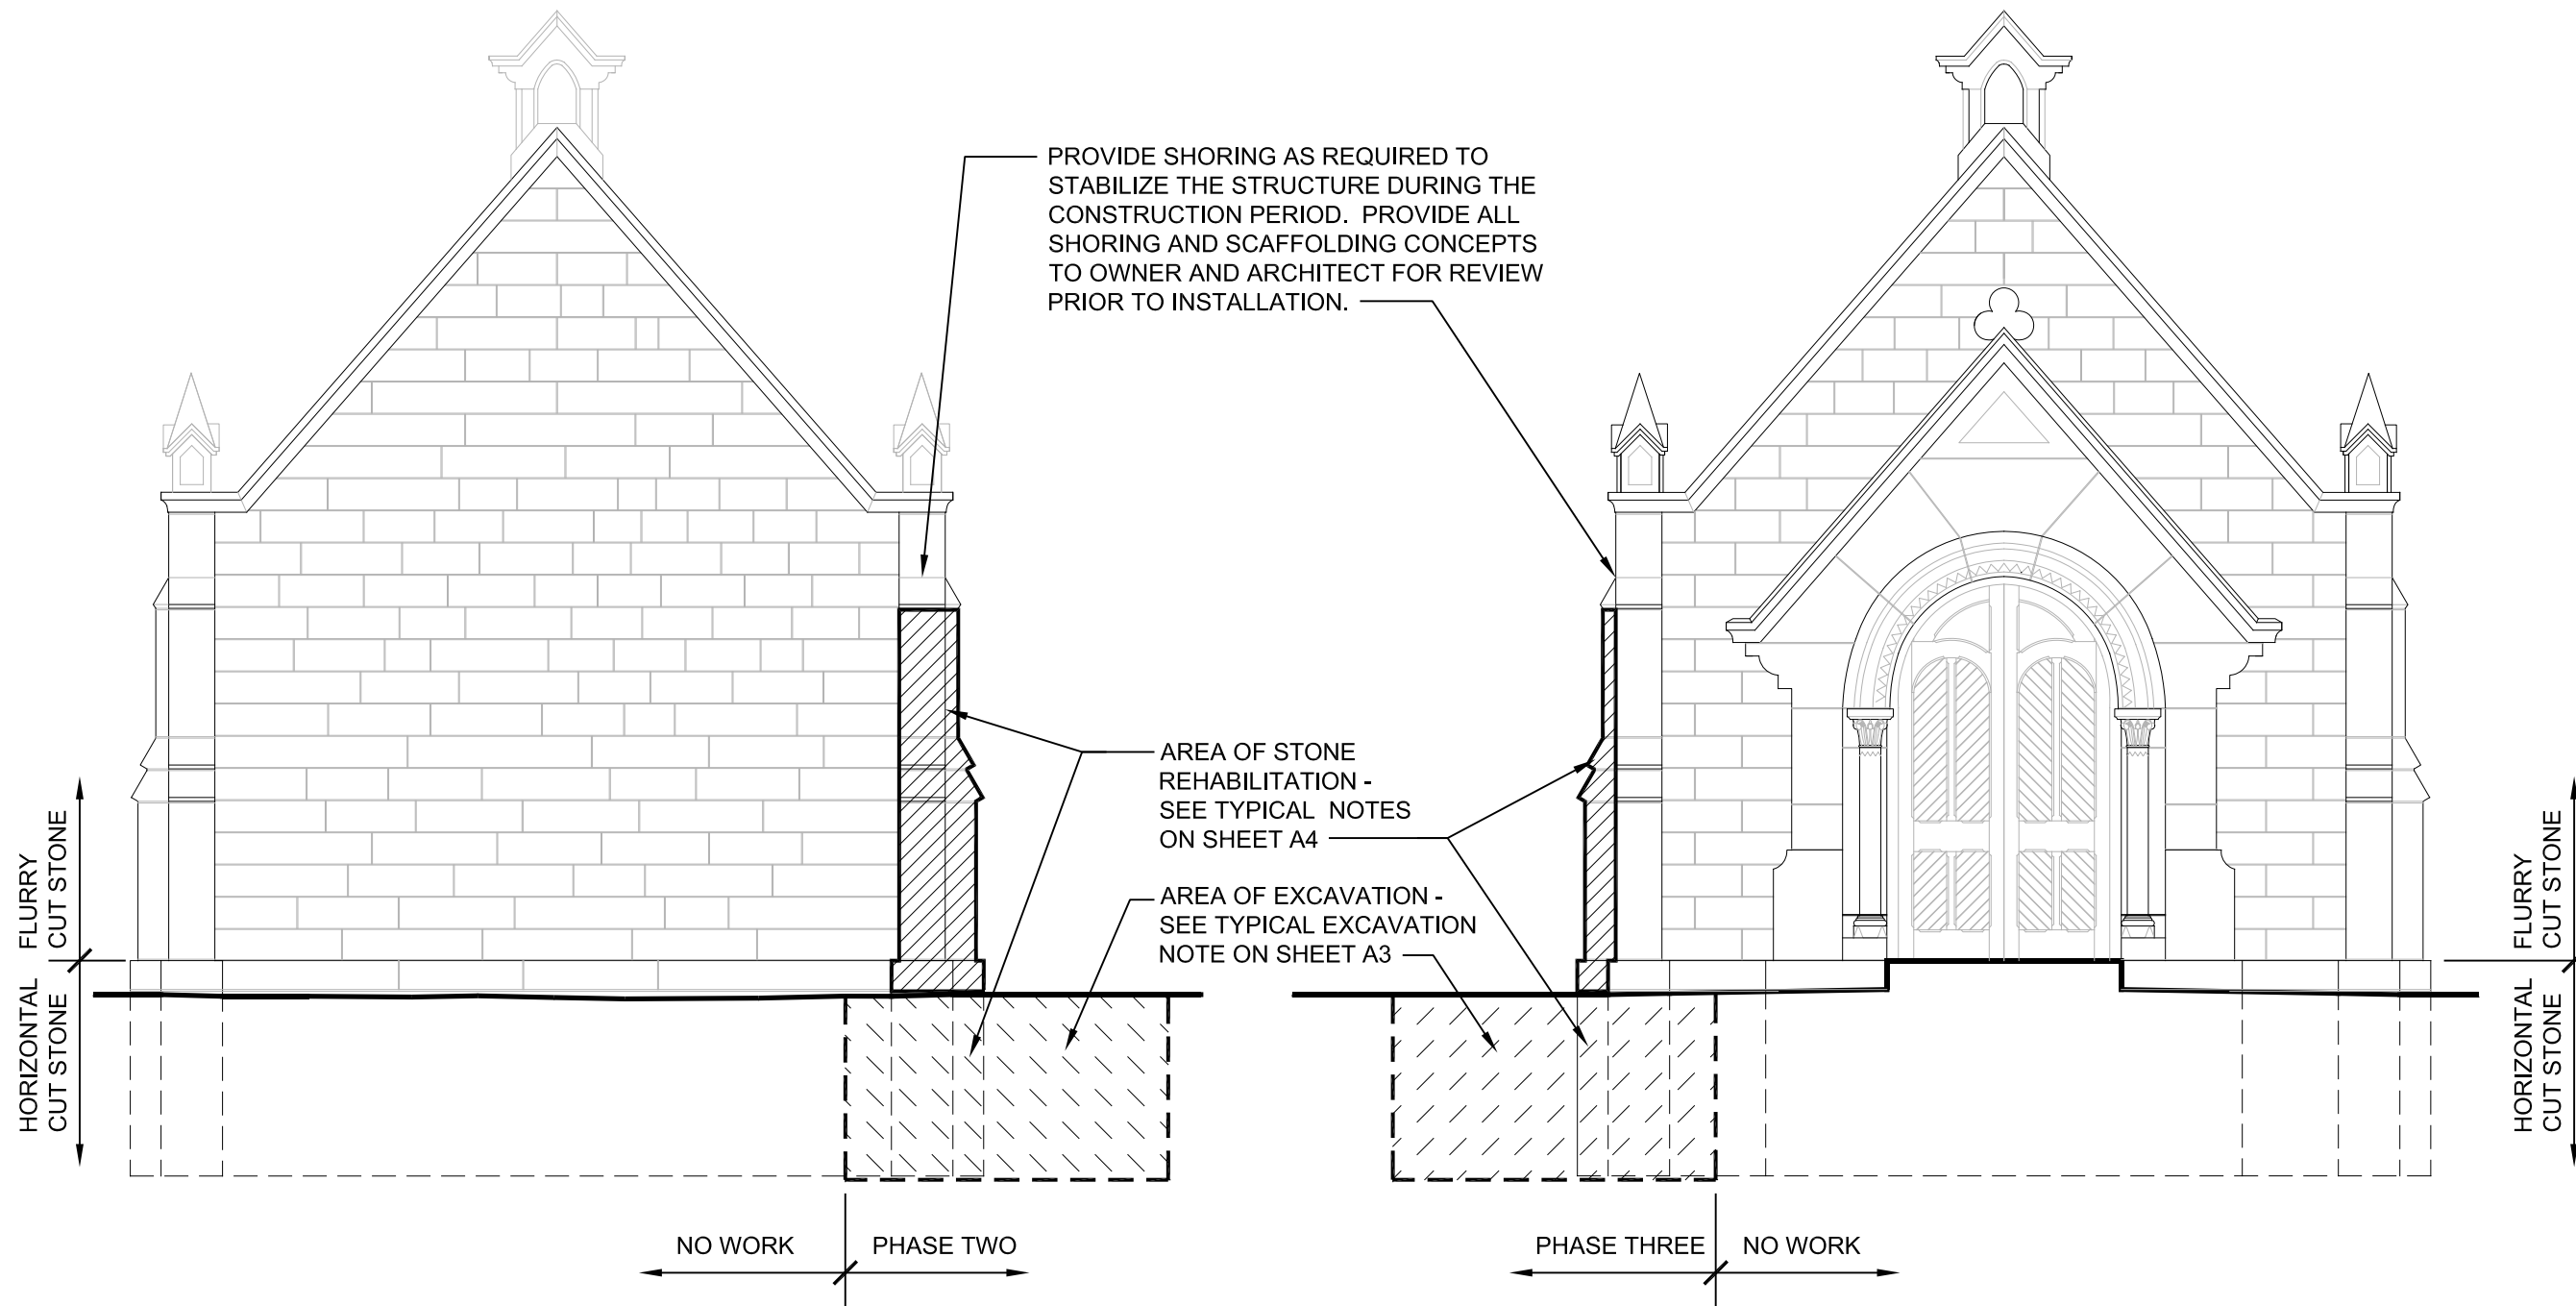 PROVIDE SHORING AS REQUIRED TO
STABILIZE THE STRUCTURE DURING THE
CONSTRUCTION PERIOD.  PROVIDE ALL
SHORING AND SCAFFOLDING CONCEPTS
TO OWNER AND ARCHITECT FOR REVIEW
PRIOR TO INSTALLATION.
AREA OF STONE
REHABILITATION -
SEE TYPICAL  NOTES
ON SHEET A4
AREA OF EXCAVATION -
SEE TYPICAL EXCAVATION
NOTE ON SHEET A3
FLURRY
CUT STONE
HORIZONTAL
CUT STONE
FLURRY
CUT STONE
HORIZONTAL
CUT STONE
NO WORK
PHASE TWO
PHASE THREE
NO WORK